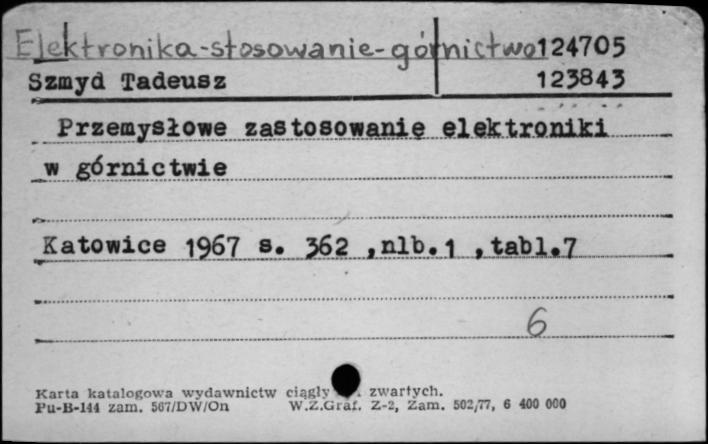 Elektronika-stosowanie-górnictwo 124705
Szmyd Tadeusz 123843
Przemysłowe zastosowanie elektroniki
w górnictwie
Katowice 1967 s. 362 ,nlb.1 ,tabl.7
6
Karta katalogowa wydawnictw ciągły zwartych.
Pu-B-144 zam. 567/DW/On W.Z.Graf. Z-2, Zam. 502/77, 6 400 000